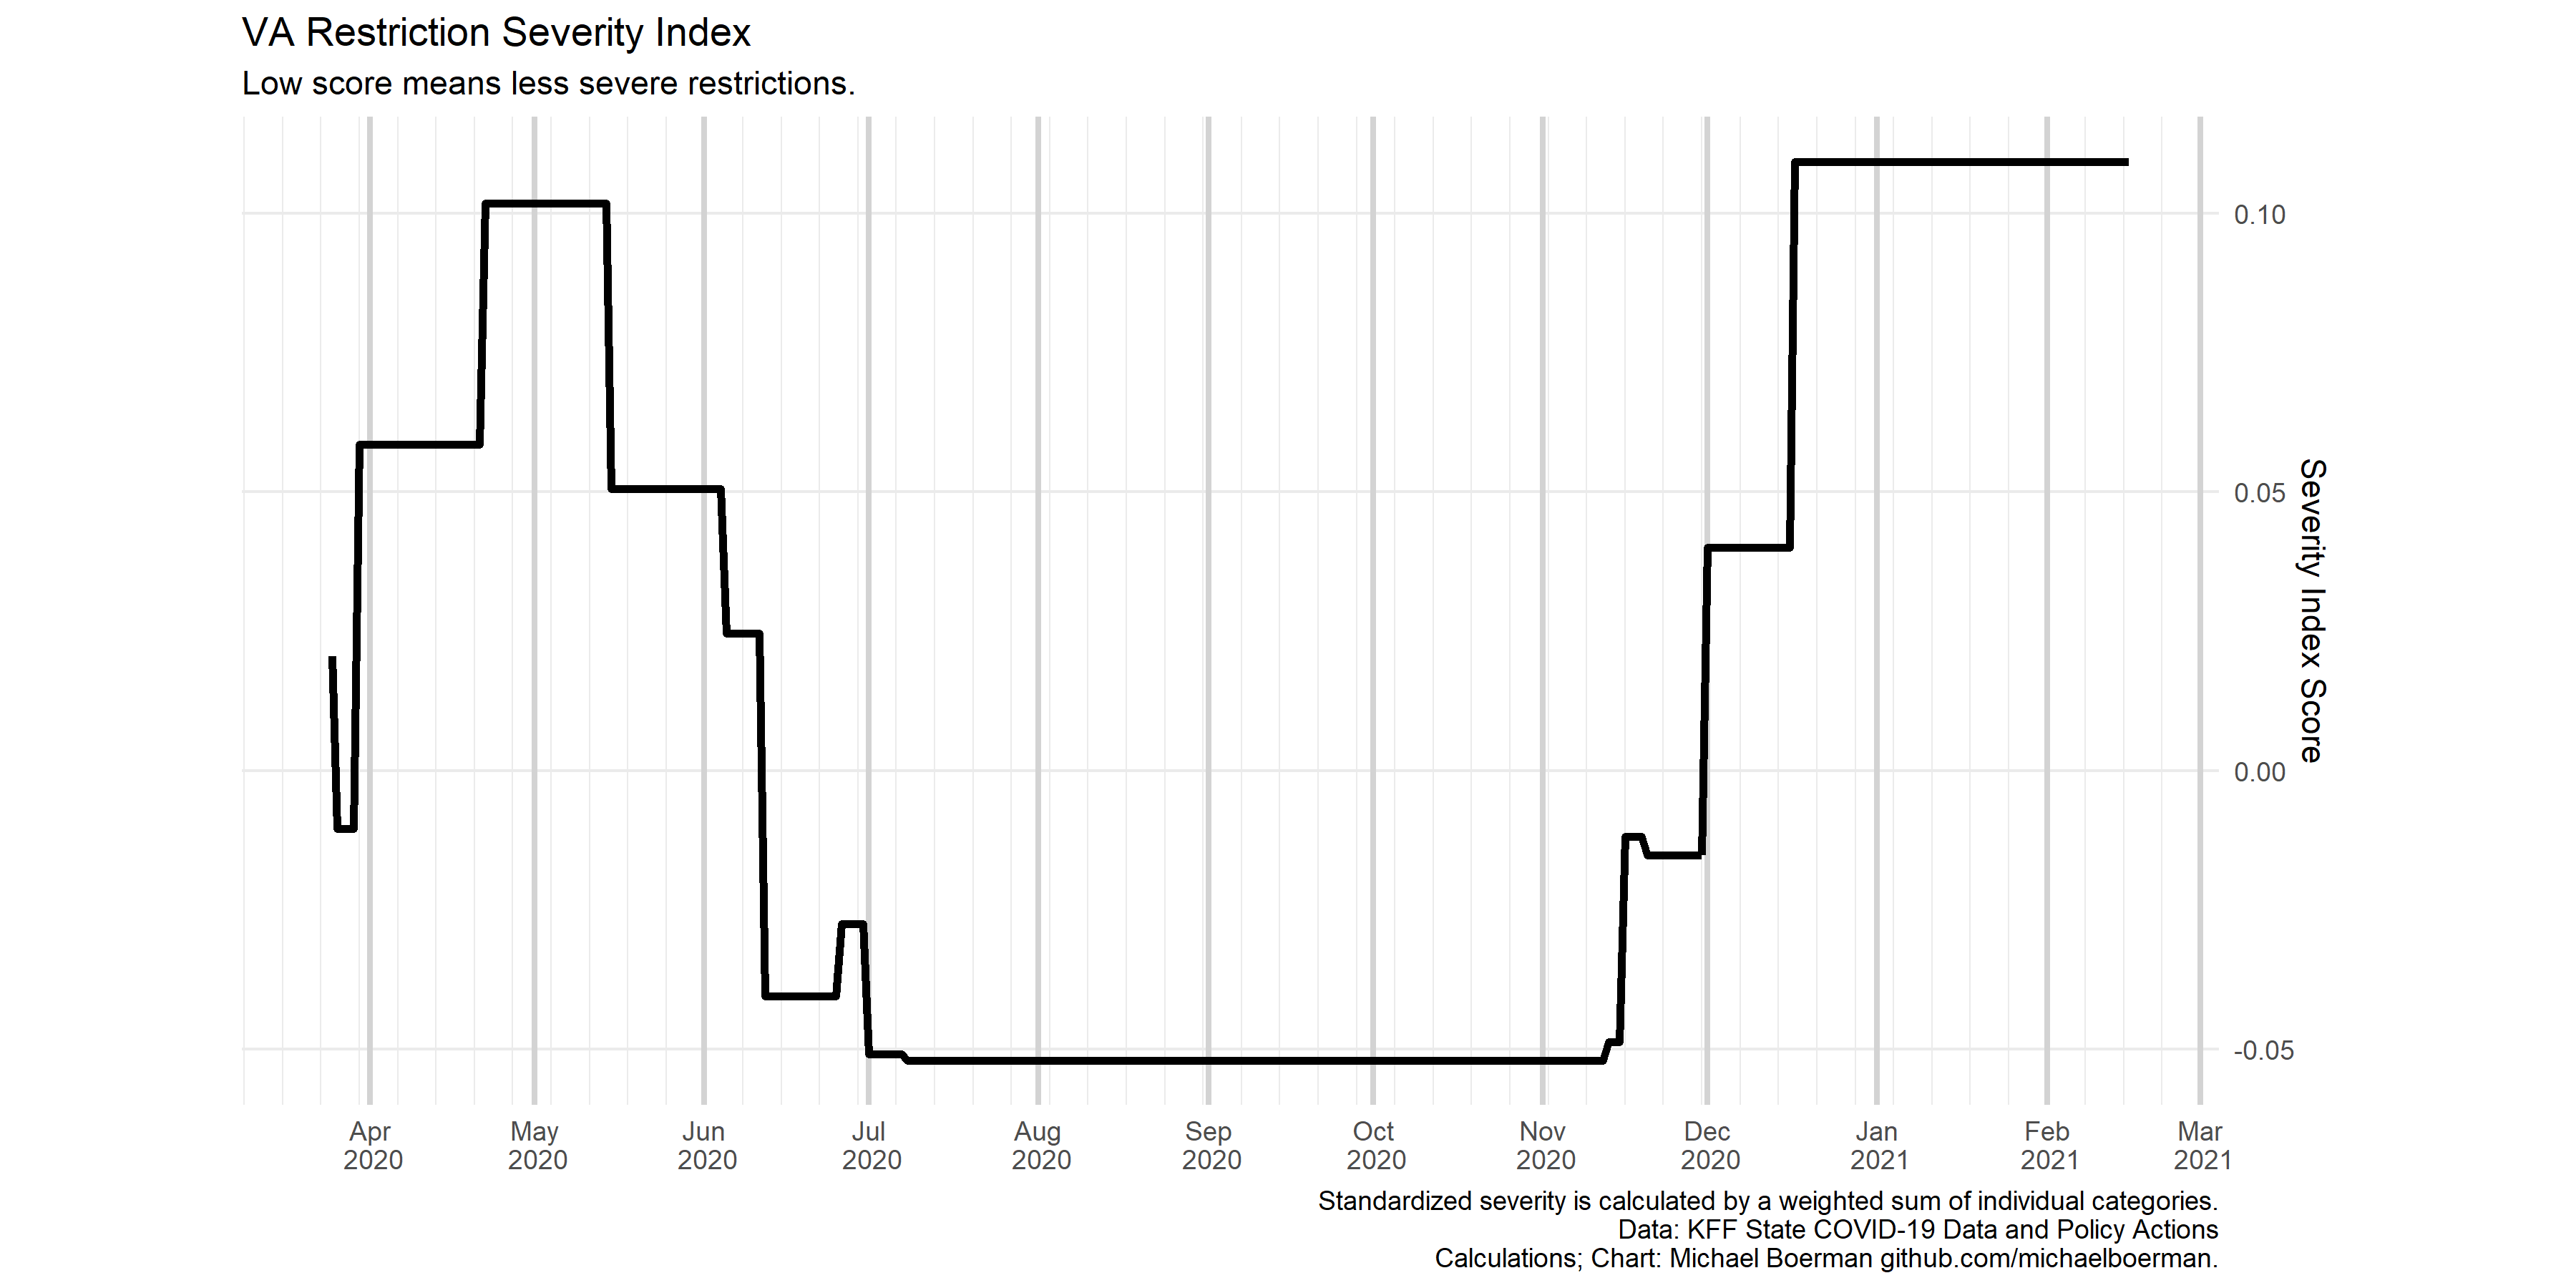 VA Restriction Severity Index
Low score means less severe restrictions.
0.10
0.05
0.00
-0.05
Severity Index Score
Apr 2020
May 2020
Jun 2020
Jul 2020
Aug 2020
Sep 2020
Oct 2020
Nov 2020
Dec 2020
Jan 2021
Feb 2021
Mar 2021
Standardized severity is calculated by a weighted sum of individual categories.
Data: KFF State COVID-19 Data and Policy Actions
Calculations; Chart: Michael Boerman github.com/michaelboerman.